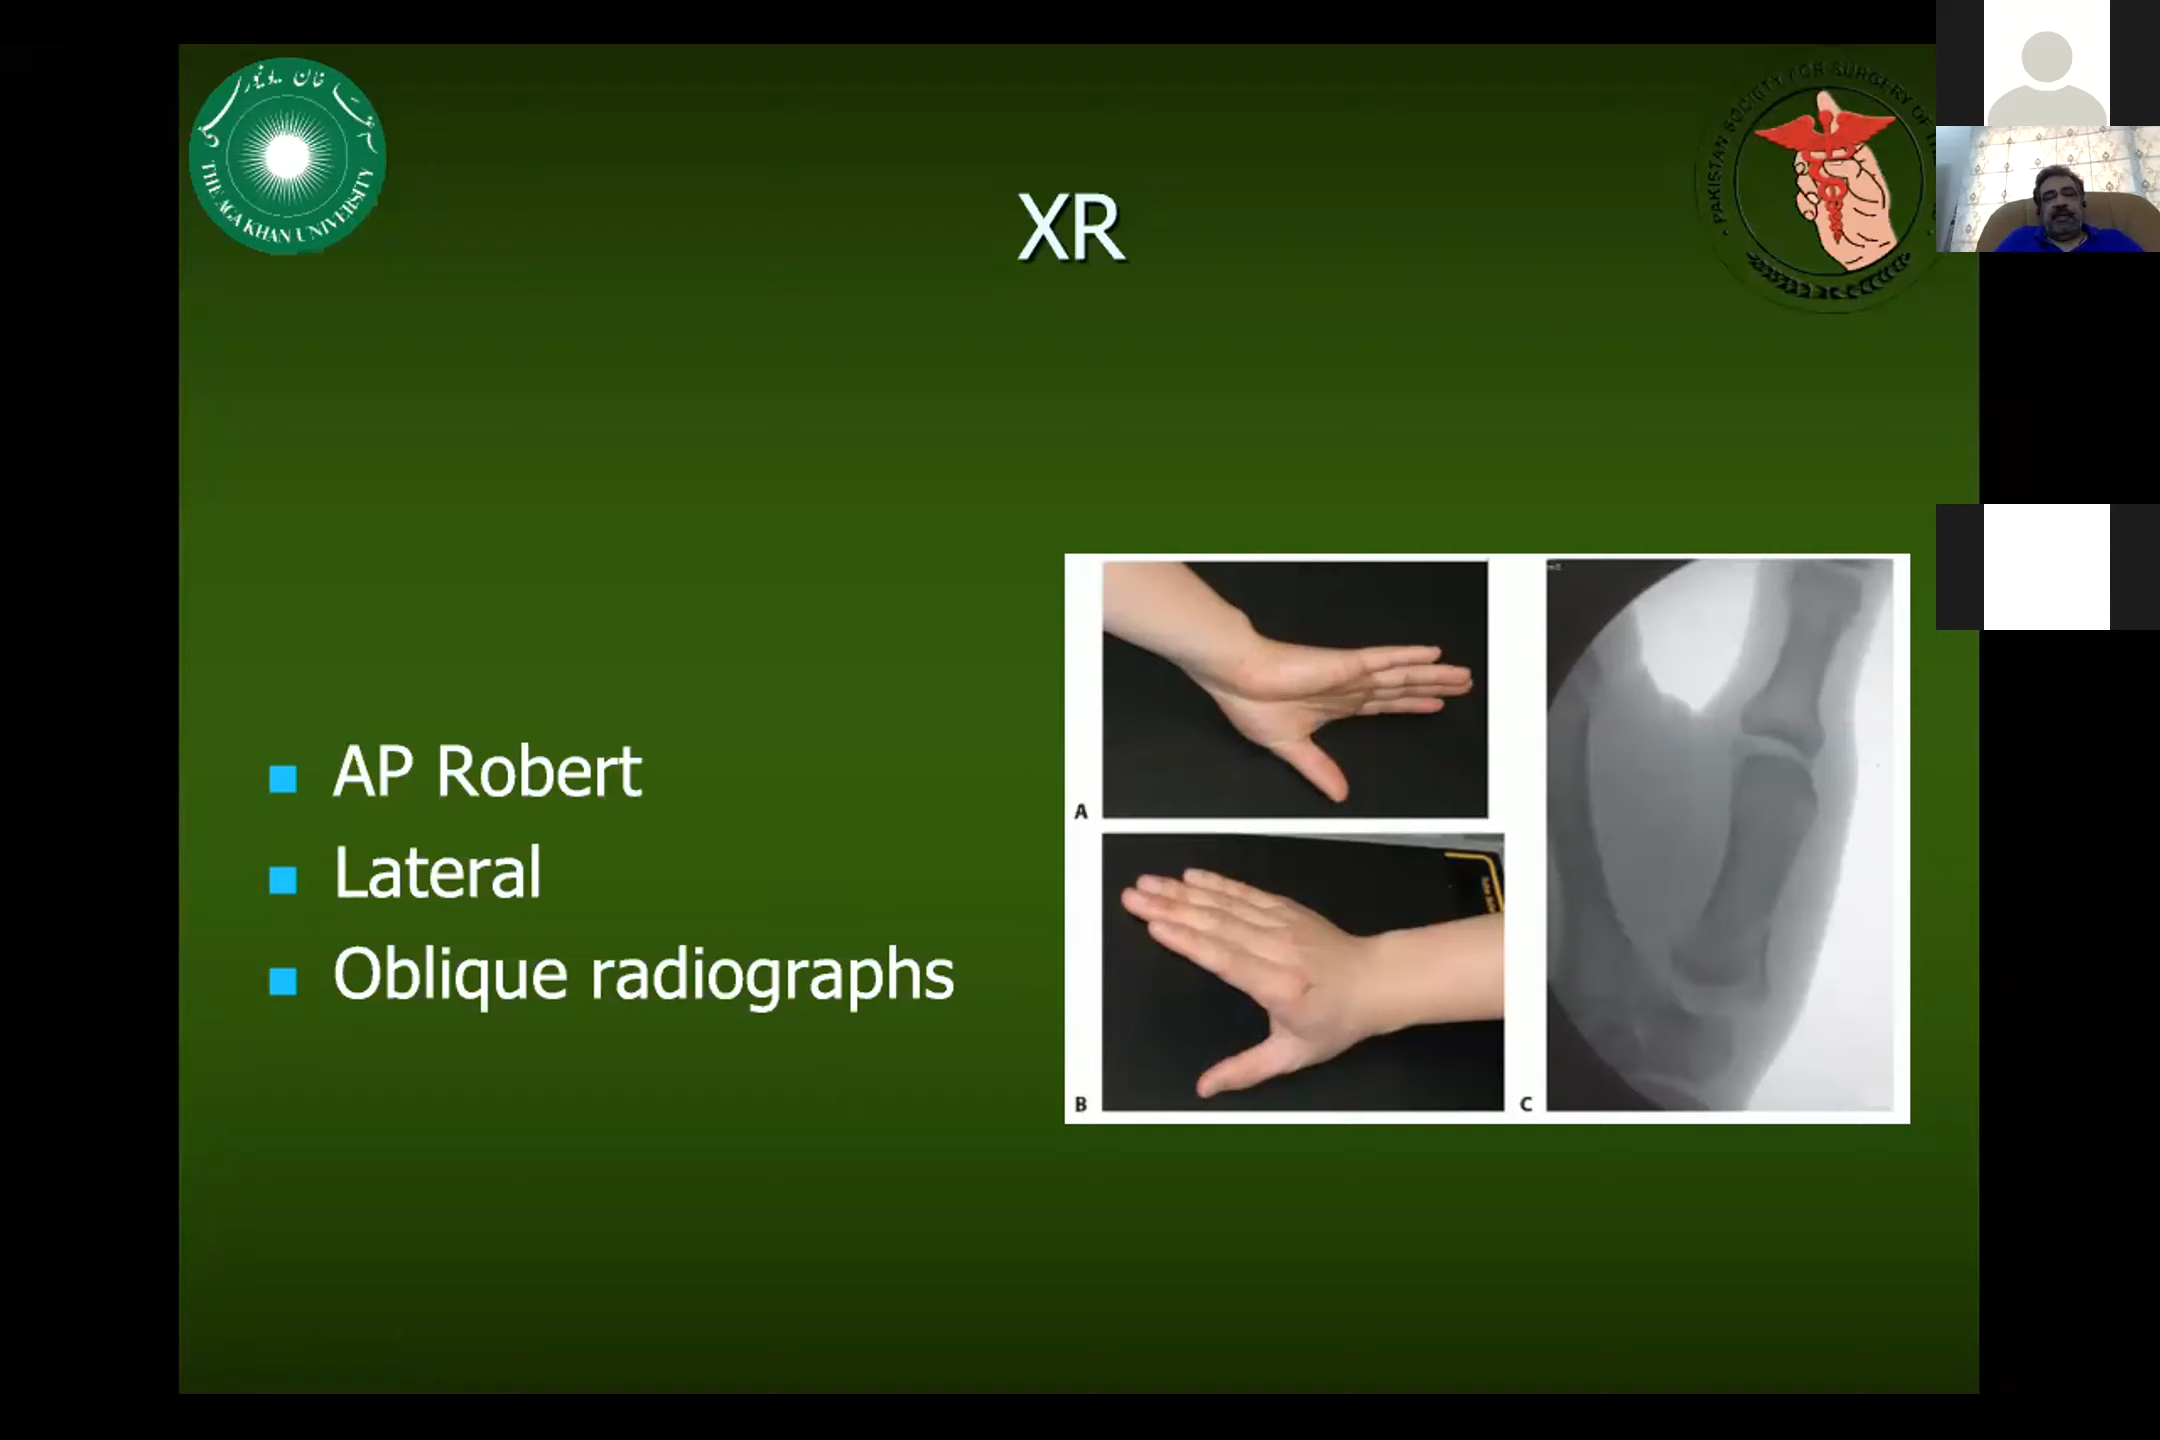 THE AGA KHAN UNIVERSITY
PAKISTAN SOCIETY FOR SURGERY OF
XR
AP Robert
Lateral
Oblique radiographs
A
B
C